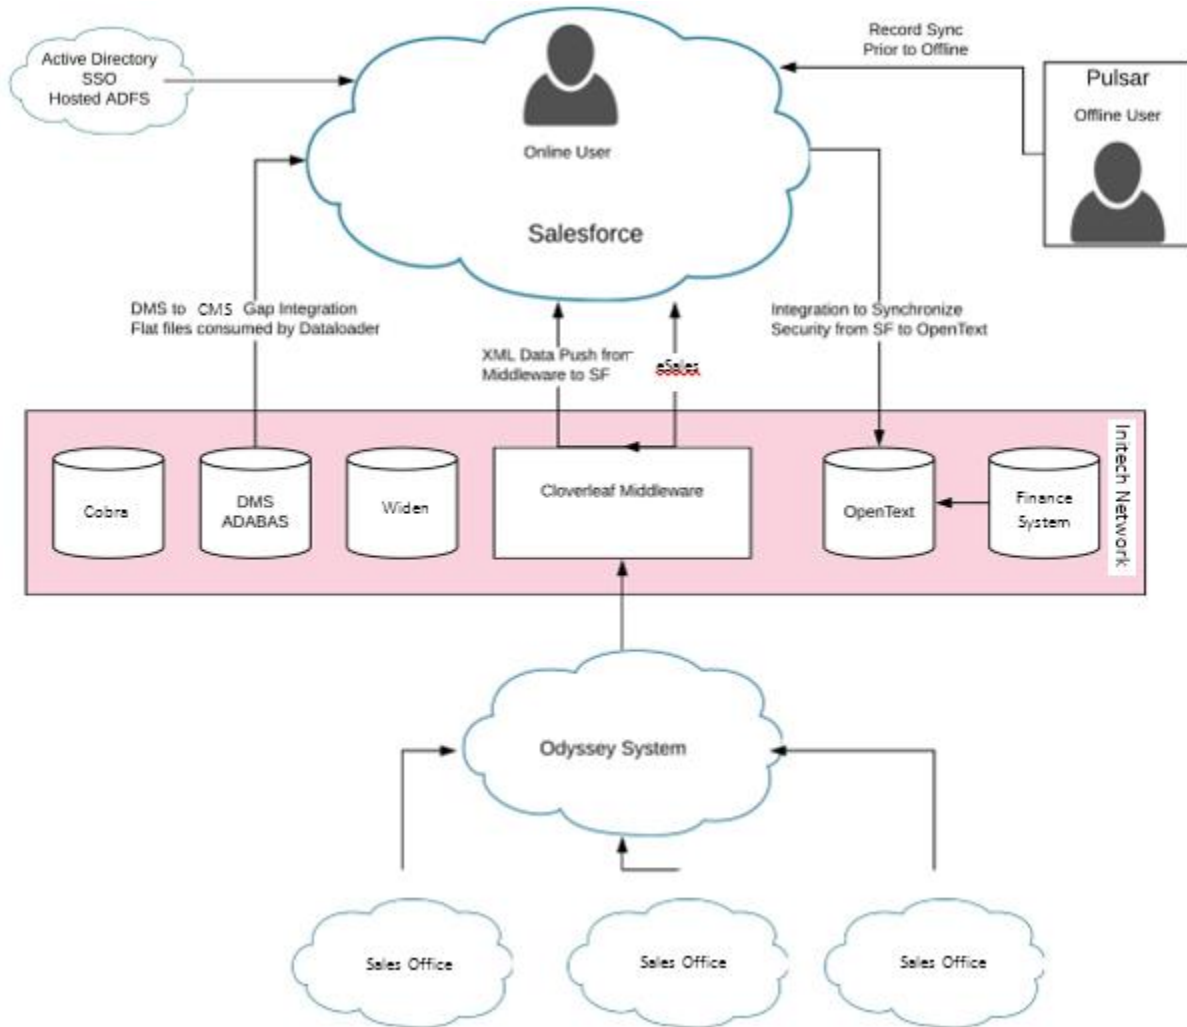 Active Directory
SSO
Hosted ADFS
Online User
Salesforce
Record Sync
Prior to Offline
Pulsar
Offline User
DMS to CMS Gap Integration
Flat files consumed by Dataloader
XML Data Push from
Middleware to SF
eSales
Integration to Synchronize
Security from SF to OpenText
Cobra
DMS
ADABAS
Widen
Cloverleaf Middleware
OpenText
Finance
System
Initech Network
Odyssey System
Sales Office
Sales Office
Sales Office